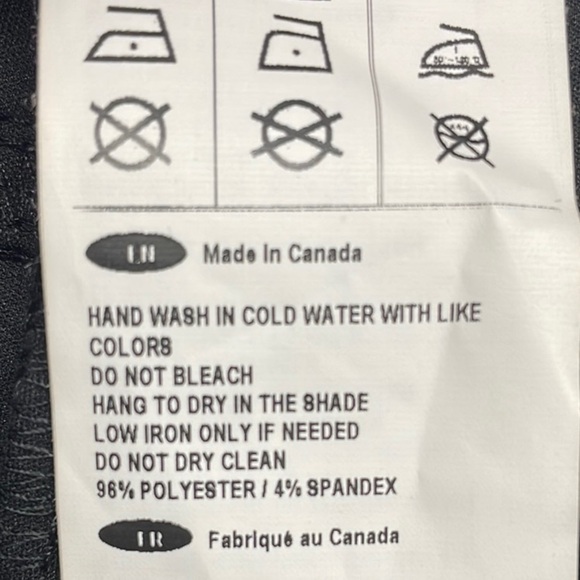 EN Made In Canada
HAND WASH IN COLD WATER WITH LIKE
COLORS
DO NOT BLEACH
HANG TO DRY IN THE SHADE
LOW IRON ONLY IF NEEDED
DO NOT DRY CLEAN
96% POLYESTER / 4% SPANDEX
FR Fabriqué au Canada